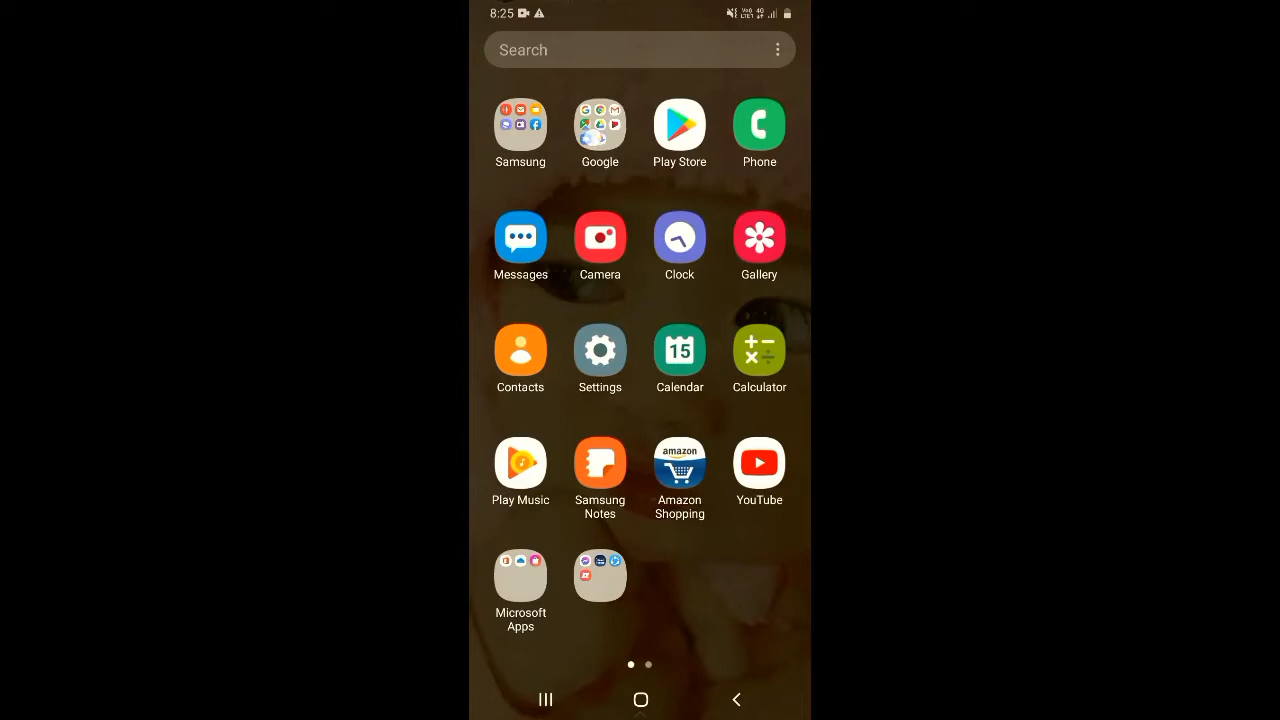 8:25
Search
Samsung
Google
Play Store
Phone
Messages
Camera
Clock
Gallery
15
Contacts
Settings
Calendar
Calculator
amazon
Play Music
Samsung Notes
Amazon Shopping
YouTube
Microsoft Apps